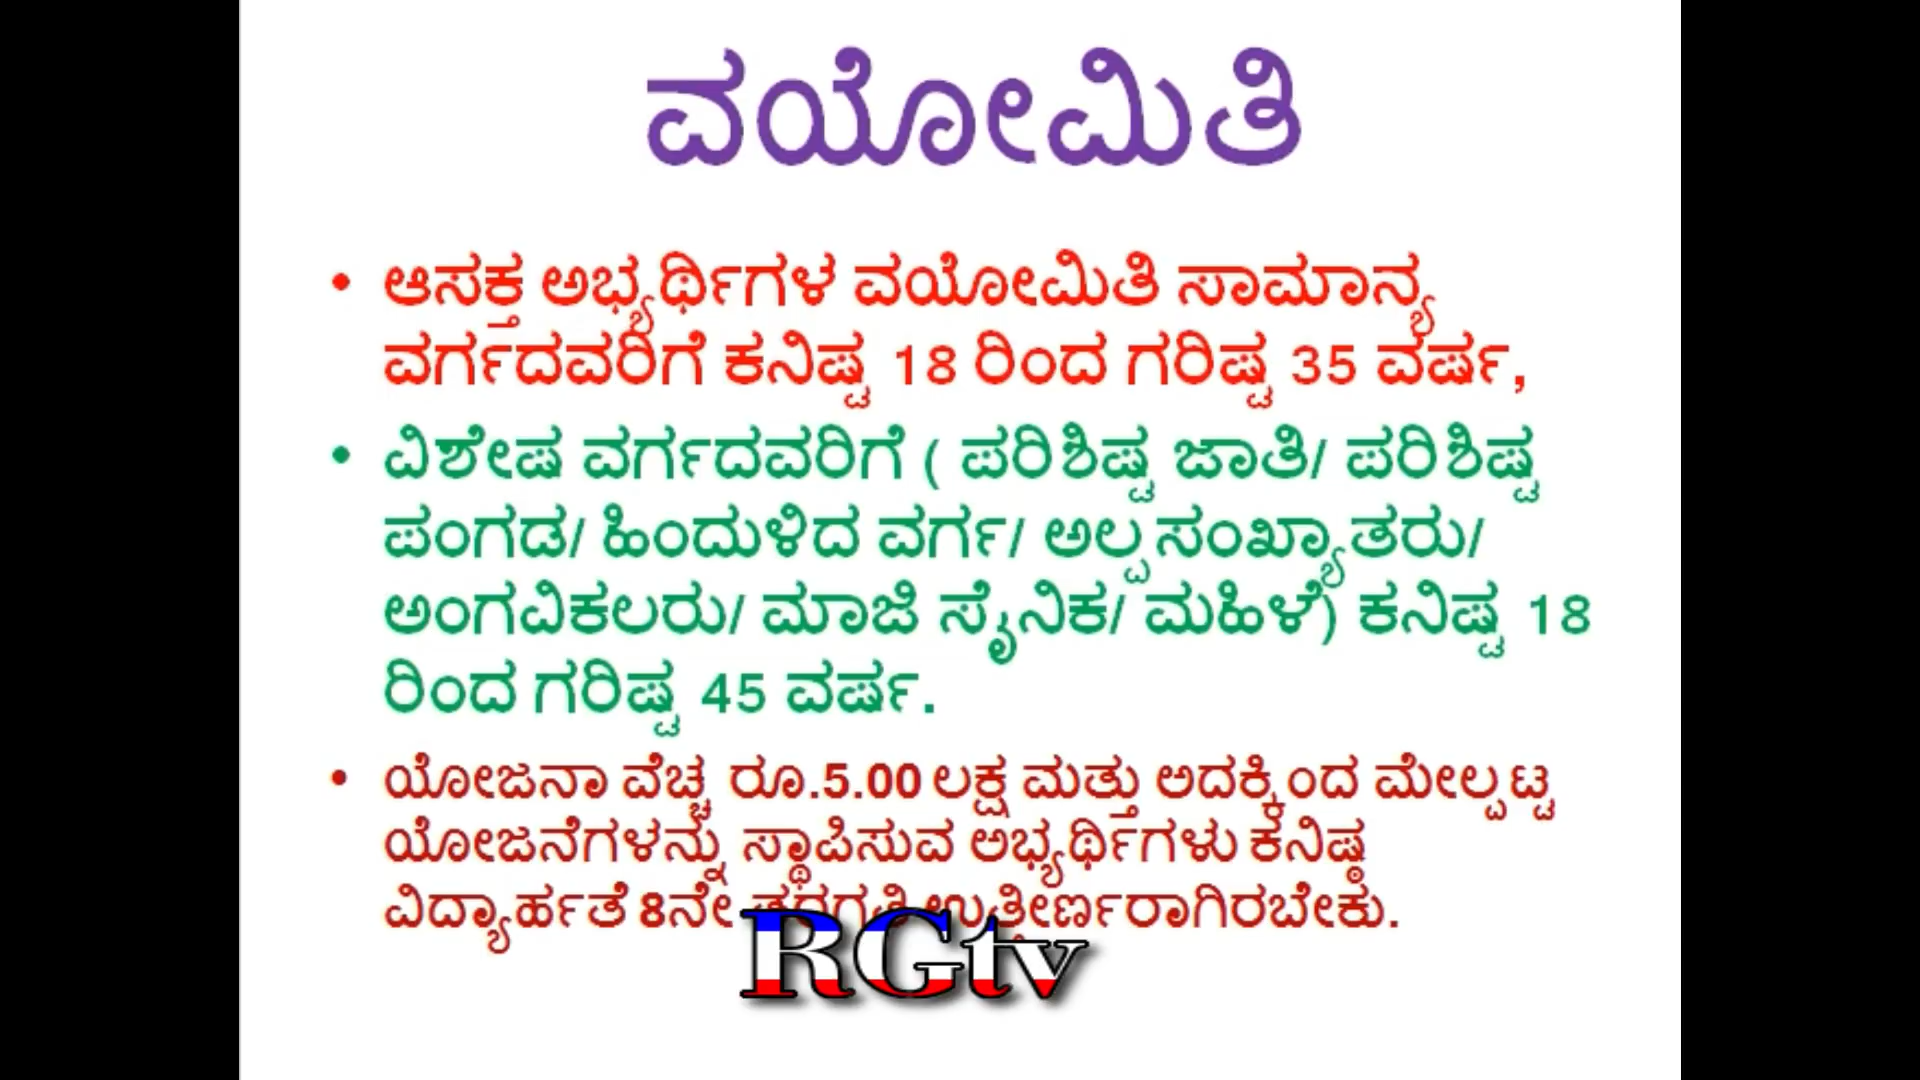 ವಯೋಮಿತಿ
• ಆಸಕ್ತ ಅಭ್ಯರ್ಥಿಗಳ ವಯೋಮಿತಿ ಸಾಮಾನ್ಯ
ವರ್ಗದವರಿಗೆ ಕನಿಷ್ಟ 18 ರಿಂದ ಗರಿಷ್ಟ 35 ವರ್ಷ,
• ವಿಶೇಷ ವರ್ಗದವರಿಗೆ ( ಪರಿಶಿಷ್ಟ ಜಾತಿ/ ಪರಿಶಿಷ್ಟ
ಪಂಗಡ/ ಹಿಂದುಳಿದ ವರ್ಗ/ ಅಲ್ಪಸಂಖ್ಯಾತರು/
ಅಂಗವಿಕಲರು/ ಮಾಜಿ ಸೈನಿಕ/ ಮಹಿಳೆ) ಕನಿಷ್ಟ 18
ರಿಂದ ಗರಿಷ್ಟ 45 ವರ್ಷ.
• ಯೋಜನಾ ವೆಚ್ಚ ರೂ.5.00 ಲಕ್ಷ ಮತ್ತು ಅದಕ್ಕಿಂದ ಮೇಲ್ಪಟ್ಟ
ಯೋಜನೆಗಳನ್ನು ಸ್ಥಾಪಿಸುವ ಅಭ್ಯರ್ಥಿಗಳು ಕನಿಷ್ಠ
ವಿದ್ಯಾರ್ಹತೆ 8ನೇ ತರಗತಿ ಉತ್ತೀರ್ಣರಾಗಿರಬೇಕು.
RGtv